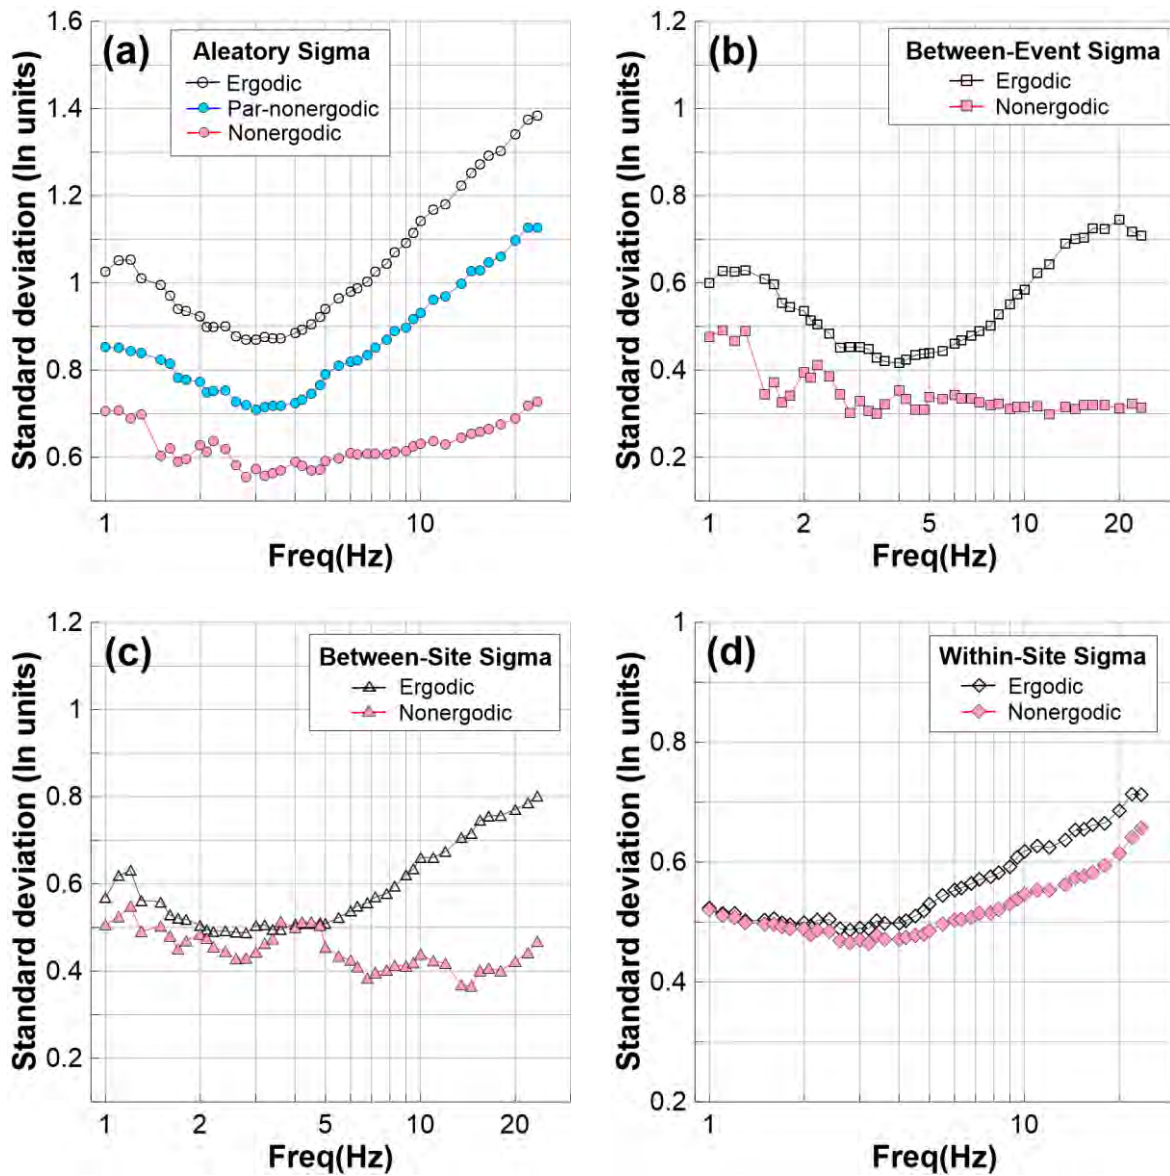 (a)
Aleatory Sigma
Ergodic
Par-nonergodic
Nonergodic
Standard deviation (ln units)
1.6
1.4
1.2
1
0.8
0.6
1
2
5
10
20
Freq(Hz)
(b)
Between-Event Sigma
Ergodic
Nonergodic
Standard deviation (ln units)
1.2
1
0.8
0.6
0.4
0.2
1
2
5
10
20
Freq(Hz)
(c)
Between-Site Sigma
Ergodic
Nonergodic
Standard deviation (ln units)
1.2
1
0.8
0.6
0.4
0.2
1
2
5
10
20
Freq(Hz)
(d)
Within-Site Sigma
Ergodic
Nonergodic
Standard deviation (ln units)
1
0.8
0.6
0.4
0.2
1
10
Freq(Hz)